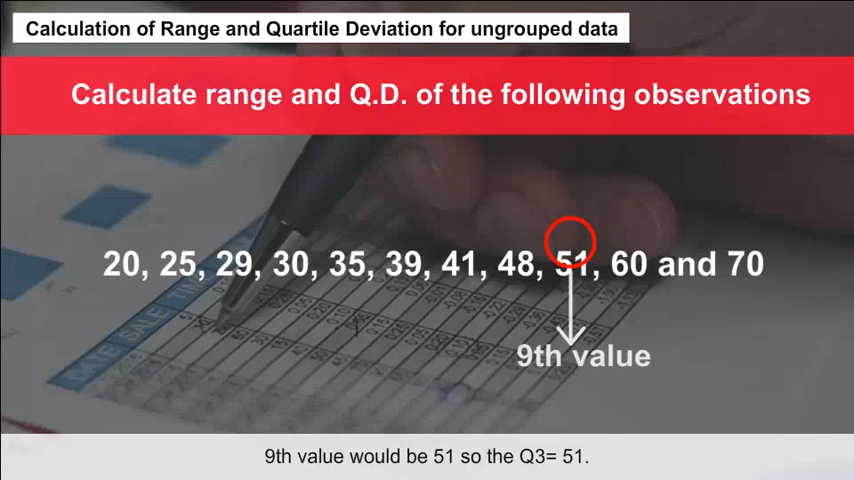 Calculation of Range and Quartile Deviation for ungrouped data
Calculate range and Q.D. of the following observations
20, 25, 29, 30, 35, 39, 41, 48, 51, 60 and 70
9th value
DATE SALE
9th value would be 51 so the Q3= 51.